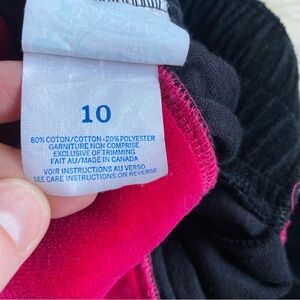 10
80%COTON/COTTON-20%POLYESTER
GARNITURE NON COMPRISE
EXCLUSIVE OF TRIMMING
FAIT AU/MADE IN CANADA
VOIR INSTRUCTIONS AU VERSO
SEE CARE INSTRUCTIONS ON REVERSE